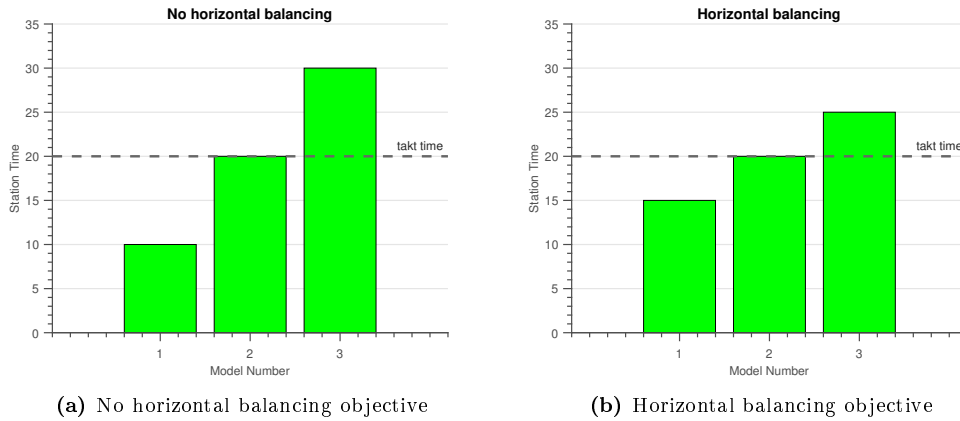 No horizontal balancing
35
30
25
20
15
10
5
0
Station Time
takt time
1 2 3
Model Number
(a) No horizontal balancing objective
Horizontal balancing
35
30
25
20
15
10
5
0
Station Time
takt time
1 2 3
Model Number
(b) Horizontal balancing objective